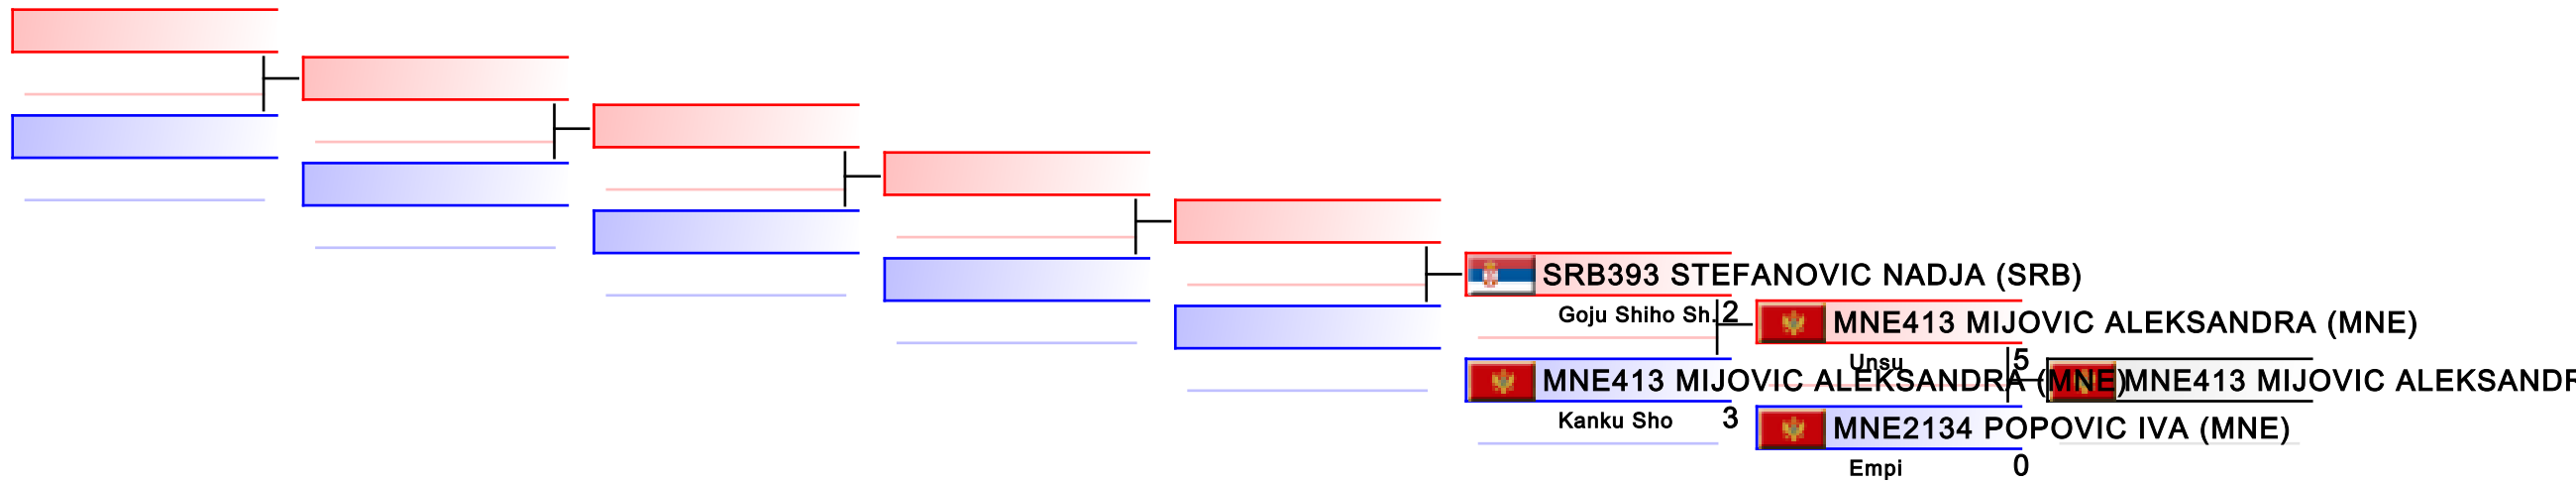 SRB393 STEFANOVIC NADJA (SRB)
Goju Shiho Sh. 2
MNE413 MIJOVIC ALEKSANDRA (MNE)
Kanku Sho 3
MNE413 MIJOVIC ALEKSANDRA (MNE)
Unsu 5
MNE2134 POPOVIC IVA (MNE)
Empi 0
MNE413 MIJOVIC ALEKSANDR